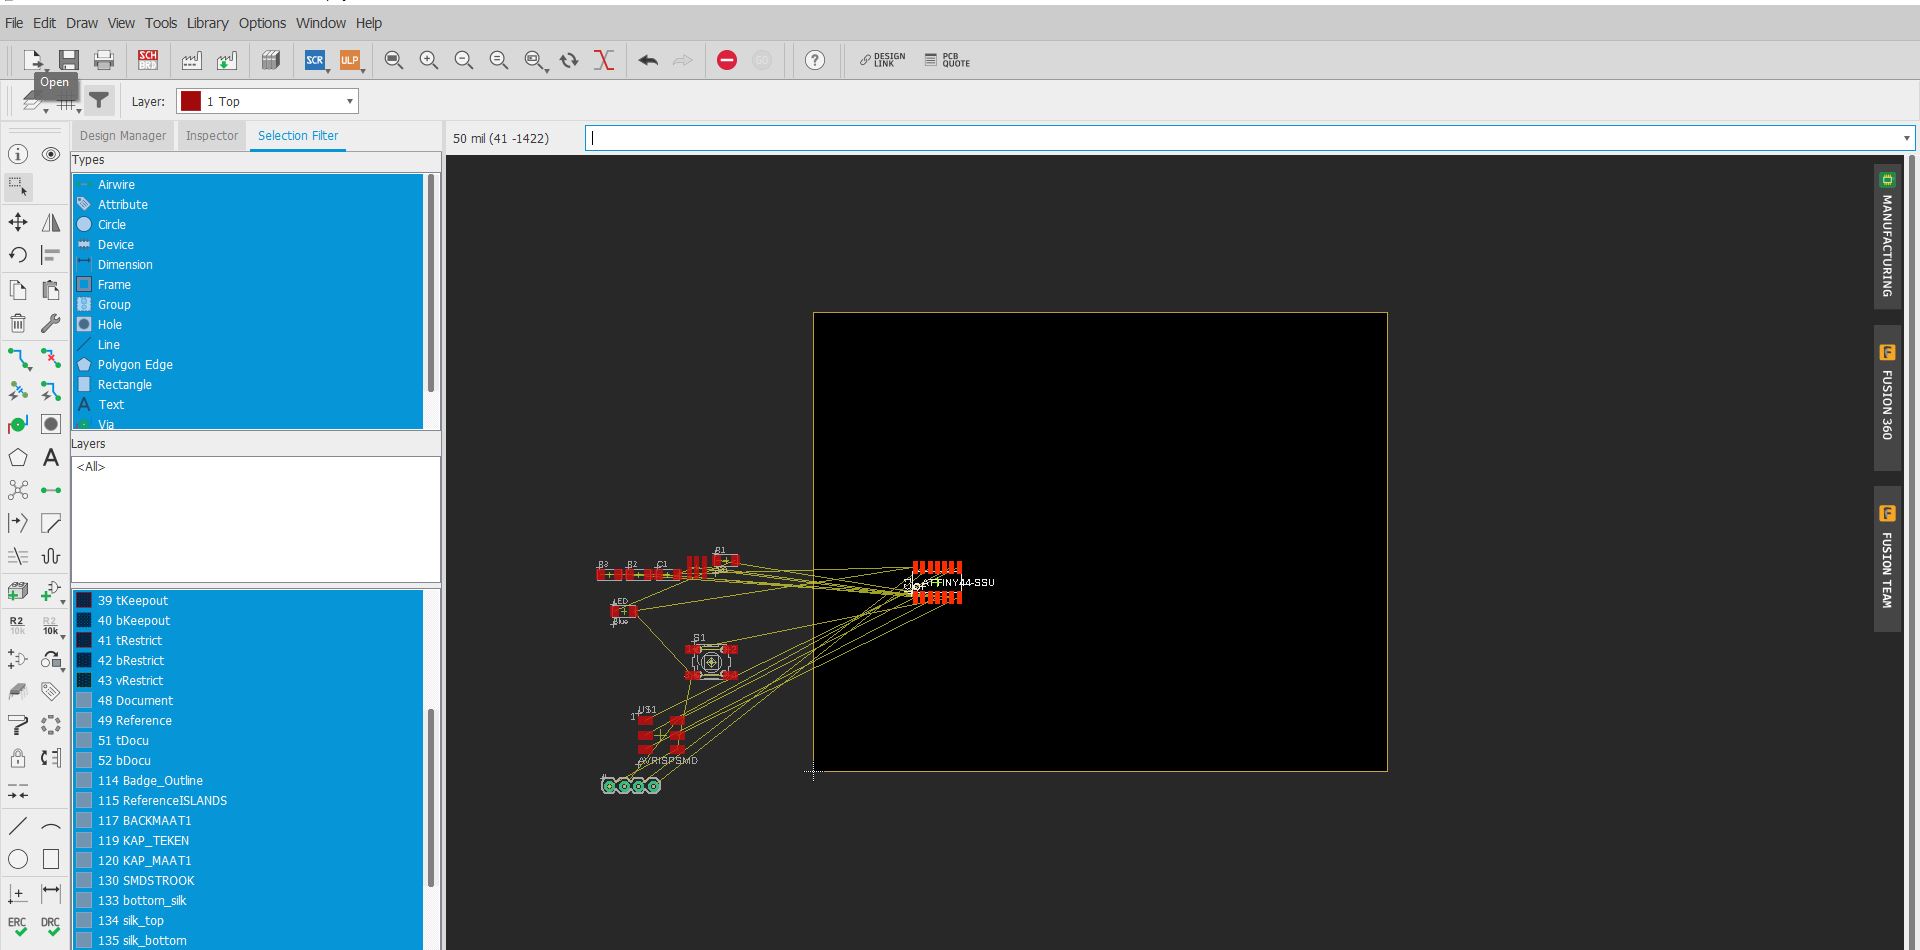 File Edit Draw View Tools Library Options Window Help
SCH BRD
SCR ULP
GO
DESIGN LINK
PCB QUOTE
Open
Layer: 1 Top
Design Manager Inspector Selection Filter
50 mil (41 -1422)
Types
Airwire
Attribute
Circle
Device
Dimension
Frame
Group
Hole
Line
Polygon Edge
Rectangle
Text
Via
Layers
<All>
39 tKeepout
40 bKeepout
41 tRestrict
42 bRestrict
43 vRestrict
48 Document
49 Reference
51 tDocu
52 bDocu
114 Badge_Outline
115 ReferenceISLANDS
117 BACKMAAT1
119 KAP_TEKEN
120 KAP_MAAT1
130 SMDSTROOK
133 bottom_silk
134 silk_top
135 silk_bottom
R2 10k
R2 10k
ERC DRC
R3 R2 C1
R1
LED
Blue
S1
1
U$1
AVRISPSMD
ATTINY44-SSU
MANUFACTURING
FUSION 360
FUSION TEAM